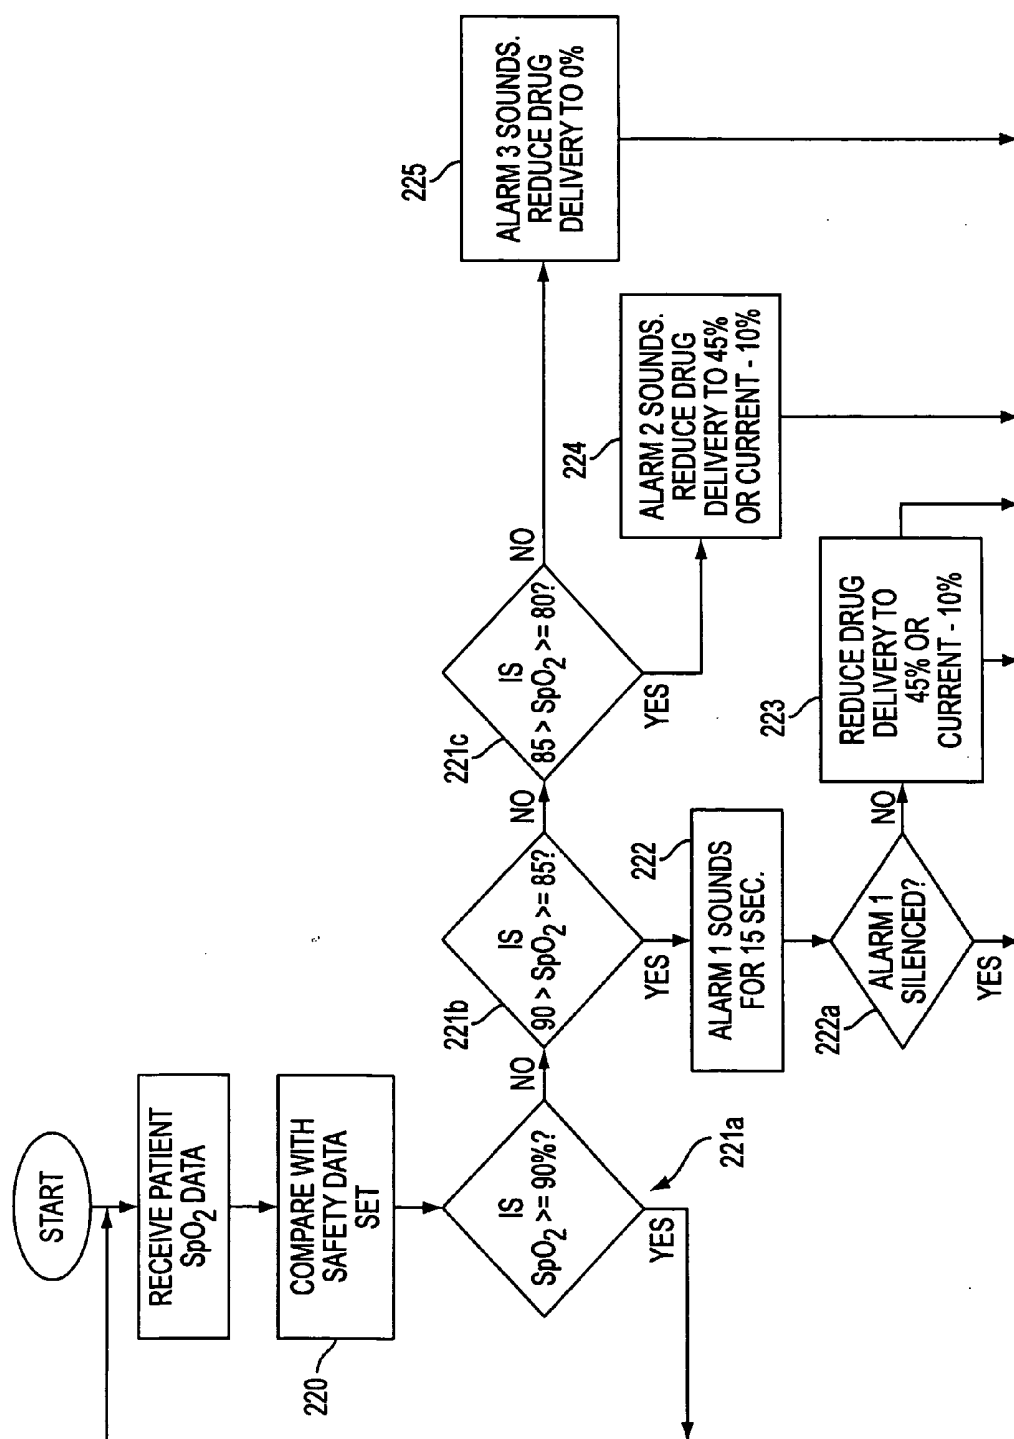 START
RECEIVE PATIENT
SpO2 DATA
COMPARE WITH
SAFETY DATA
SET
220
IS
SpO2 >= 90%?
221a
YES
NO
IS
90 > SpO2 >= 85?
221b
YES
NO
IS
85 > SpO2 >= 80?
221c
YES
NO
ALARM 1 SOUNDS
FOR 15 SEC.
222
ALARM 1
SILENCED?
222a
YES
NO
REDUCE DRUG
DELIVERY TO
45% OR
CURRENT - 10%
223
ALARM 2 SOUNDS.
REDUCE DRUG
DELIVERY TO 45%
OR CURRENT - 10%
224
ALARM 3 SOUNDS.
REDUCE DRUG
DELIVERY TO 0%
225